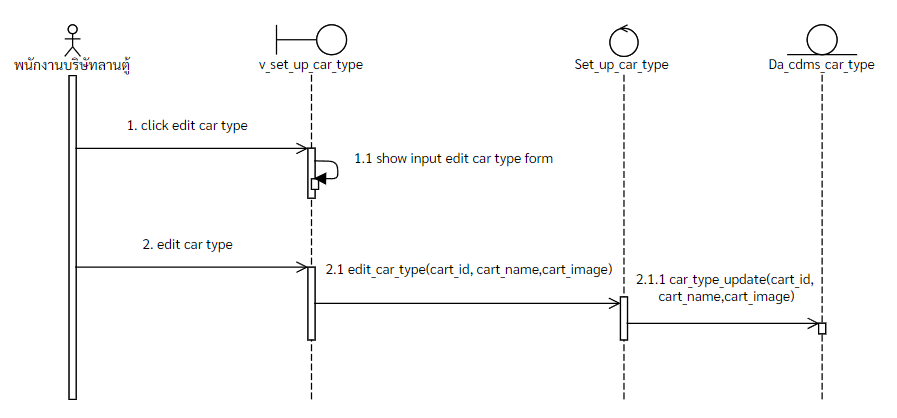 พนักงานบริษัทลานตู้
v_set_up_car_type
Set_up_car_type
Da_cdms_car_type
1. click edit car type
1.1 show input edit car type form
2. edit car type
2.1 edit_car_type(cart_id, cart_name,cart_image)
2.1.1 car_type_update(cart_id,
cart_name,cart_image)